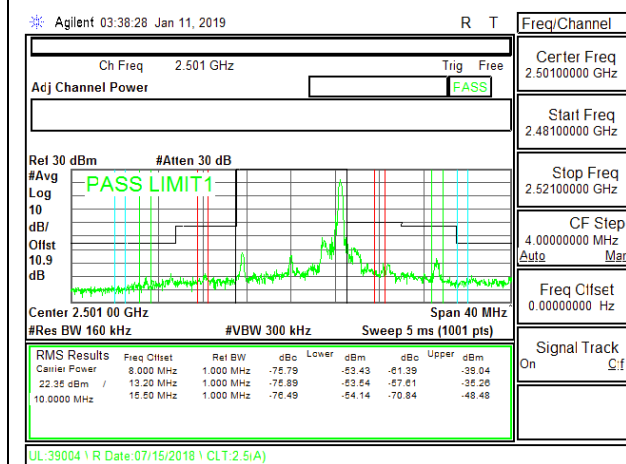 Agilent 03:38:28 Jan 11, 2019 R T
Freq/Channel
Ch Freq 2.501 GHz Trig Free
Adj Channel Power PASS
Center Freq
2.50100000 GHz
Start Freq
2.48100000 GHz
Stop Freq
2.52100000 GHz
CF Step
4.00000000 MHz
Auto Man
Freq Offset
0.00000000 Hz
Signal Track
On Off
Ref 30 dBm #Atten 30 dB
#Avg
Log
10
dB/
Offst
10.9
dB
PASS LIMIT1
Center 2.501 00 GHz Span 40 MHz
#Res BW 160 kHz #VBW 300 kHz Sweep 5 ms (1001 pts)
RMS Results Freq Offset Ref BW dBc Lower dBm dBc Upper dBm
Carrier Power 8.000 MHz 1.000 MHz -75.79 -53.43 -61.39 -39.04
22.35 dBm / 13.20 MHz 1.000 MHz -75.89 -53.54 -57.61 -35.26
10.0000 MHz 15.50 MHz 1.000 MHz -76.49 -54.14 -70.84 -48.48
UL:39004 \ R Date:07/15/2018 \ CLT:2.5(A)